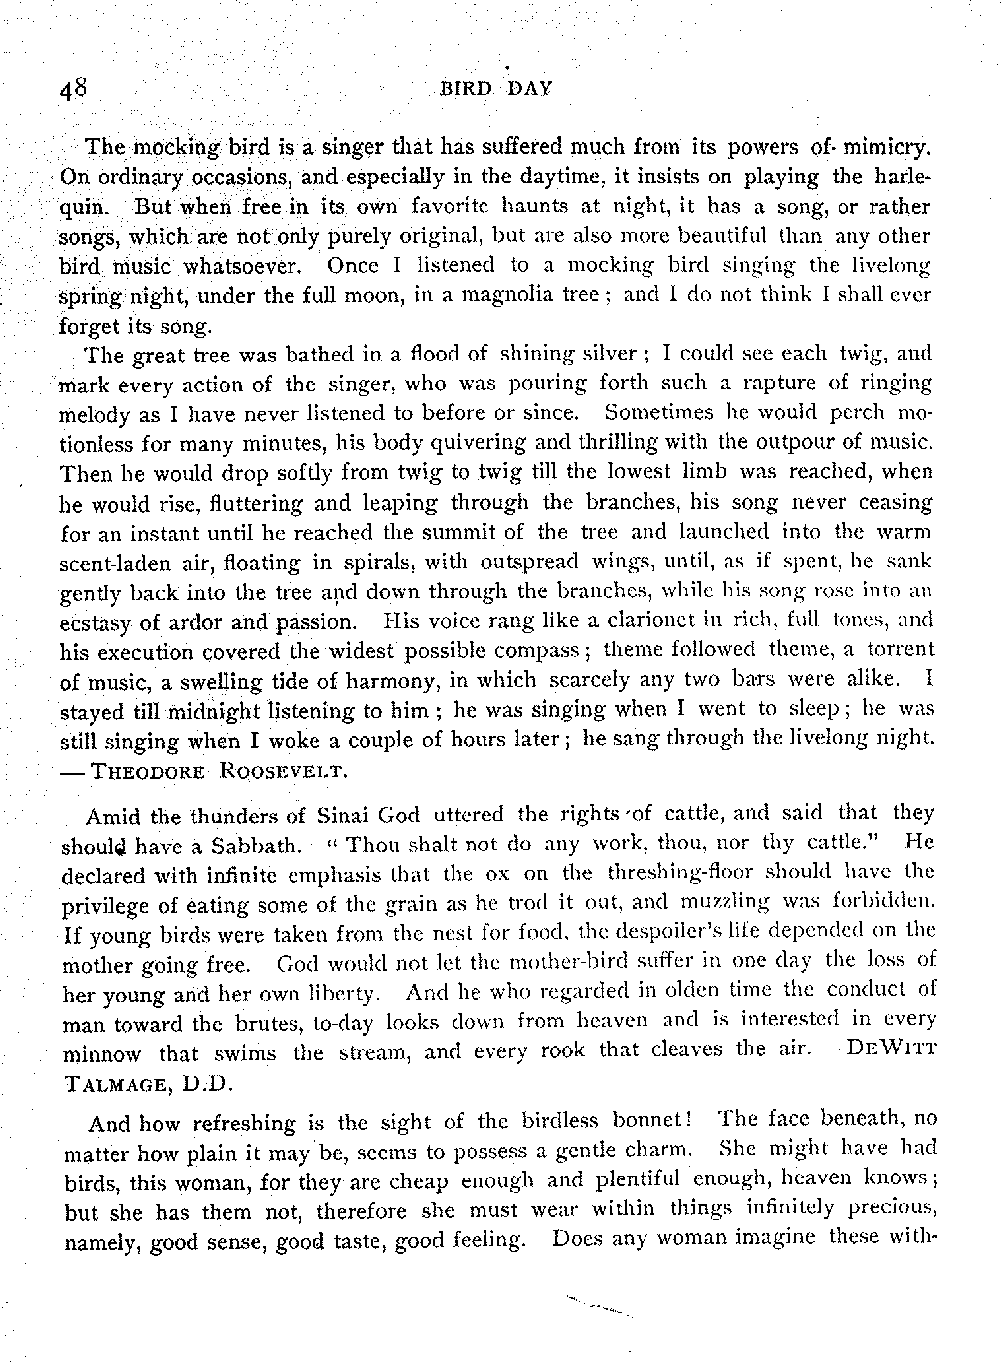 48 BIRD DAY
The mocking bird is a singer that has suffered much from its powers of mimicry.
On ordinary occasions, and especially in the daytime, it insists on playing the harle-
quin. But when free in its own favorite haunts at night, it has a song, or rather
songs, which are not only purely original, but are also more beautiful than any other
bird music whatsoever. Once I listened to a mocking bird singing the livelong
spring night, under the full moon, in a magnolia tree; and I do not think I shall ever
forget its song.
The great tree was bathed in a flood of shining silver; I could see each twig, and
mark every action of the singer, who was pouring forth such a rapture of ringing
melody as I have never listened to before or since. Sometimes he would perch mo-
tionless for many minutes, his body quivering and thrilling with the outpour of music.
Then he would drop softly from twig to twig till the lowest limb was reached, when
he would rise, fluttering and leaping through the branches, his song never ceasing
for an instant until he reached the summit of the tree and launched into the warm
scent-laden air, floating in spirals, with outspread wings, until, as if spent, he sank
gently back into the tree and down through the branches, while his song rose into an
ecstasy of ardor and passion. His voice rang like a clarionet in rich, full tones, and
his execution covered the widest possible compass; theme followed theme, a torrent
of music, a swelling tide of harmony, in which scarcely any two bars were alike. I
stayed till midnight listening to him; he was singing when I went to sleep; he was
still singing when I woke a couple of hours later; he sang through the livelong night.
— THEODORE ROOSEVELT.
Amid the thunders of Sinai God uttered the rights of cattle, and said that they
should have a Sabbath. "Thou shalt not do any work, thou, nor thy cattle." He
declared with infinite emphasis that the ox on the threshing-floor should have the
privilege of eating some of the grain as he trod it out, and muzzling was forbidden.
If young birds were taken from the nest for food, the despoiler's life depended on the
mother going free. God would not let the mother-bird suffer in one day the loss of
her young and her own liberty. And he who regarded in olden time the conduct of
man toward the brutes, to-day looks down from heaven and is interested in every
minnow that swims the stream, and every rook that cleaves the air. DEWITT
TALMAGE, D.D.
And how refreshing is the sight of the birdless bonnet! The face beneath, no
matter how plain it may be, seems to possess a gentle charm. She might have had
birds, this woman, for they are cheap enough and plentiful enough, heaven knows;
but she has them not, therefore she must wear within things infinitely precious,
namely, good sense, good taste, good feeling. Does any woman imagine these with-